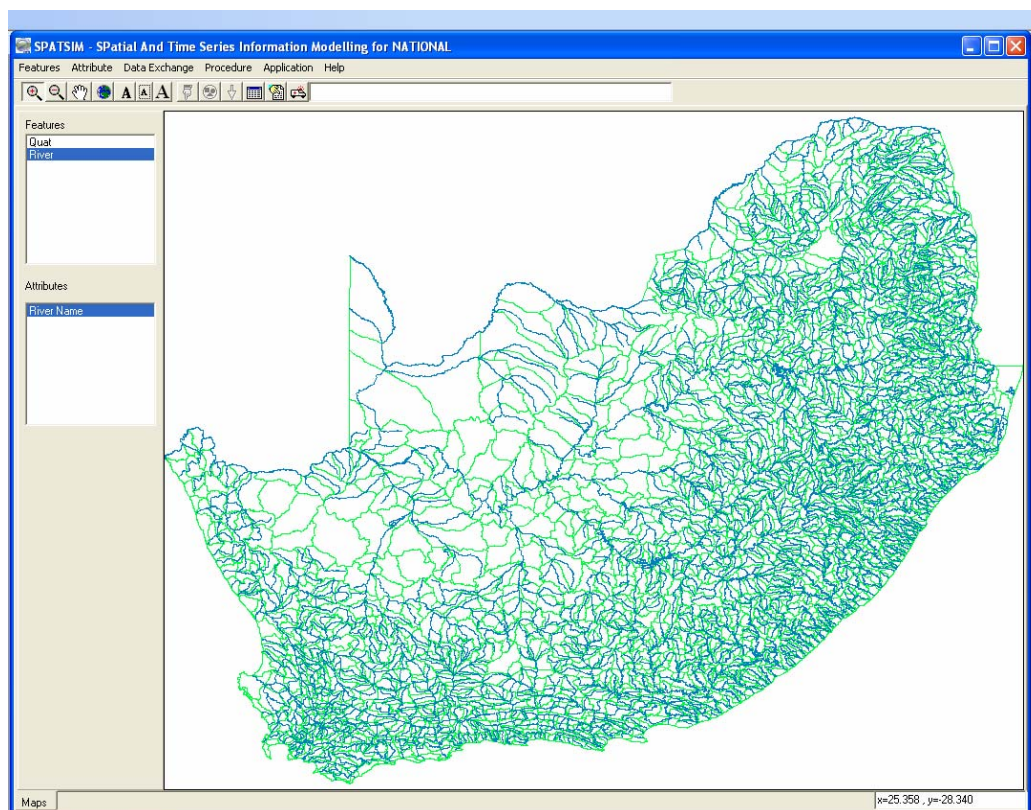 SPATSIM - SPatial And Time Series Information Modelling for NATIONAL
Features Attribute Data Exchange Procedure Application Help
A A A
Features
Quat
River
Attributes
River Name
Maps
x=25.358 , y=-28.340